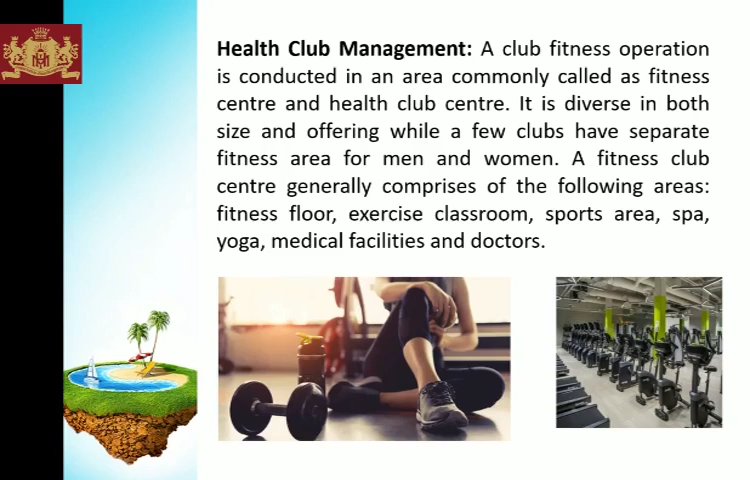 Health Club Management: A club fitness operation
is conducted in an area commonly called as fitness
centre and health club centre. It is diverse in both
size and offering while a few clubs have separate
fitness area for men and women. A fitness club
centre generally comprises of the following areas:
fitness floor, exercise classroom, sports area, spa,
yoga, medical facilities and doctors.